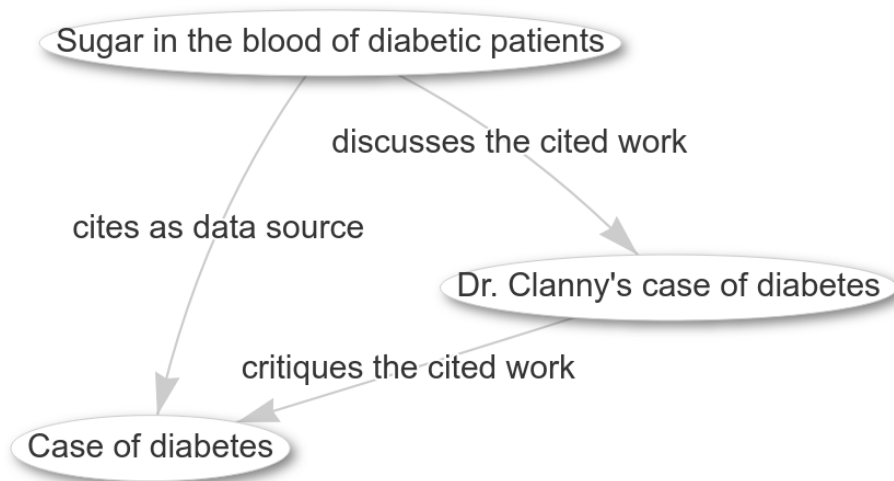 Sugar in the blood of diabetic patients
discusses the cited work
cites as data source
Dr. Clanny's case of diabetes
critiques the cited work
Case of diabetes